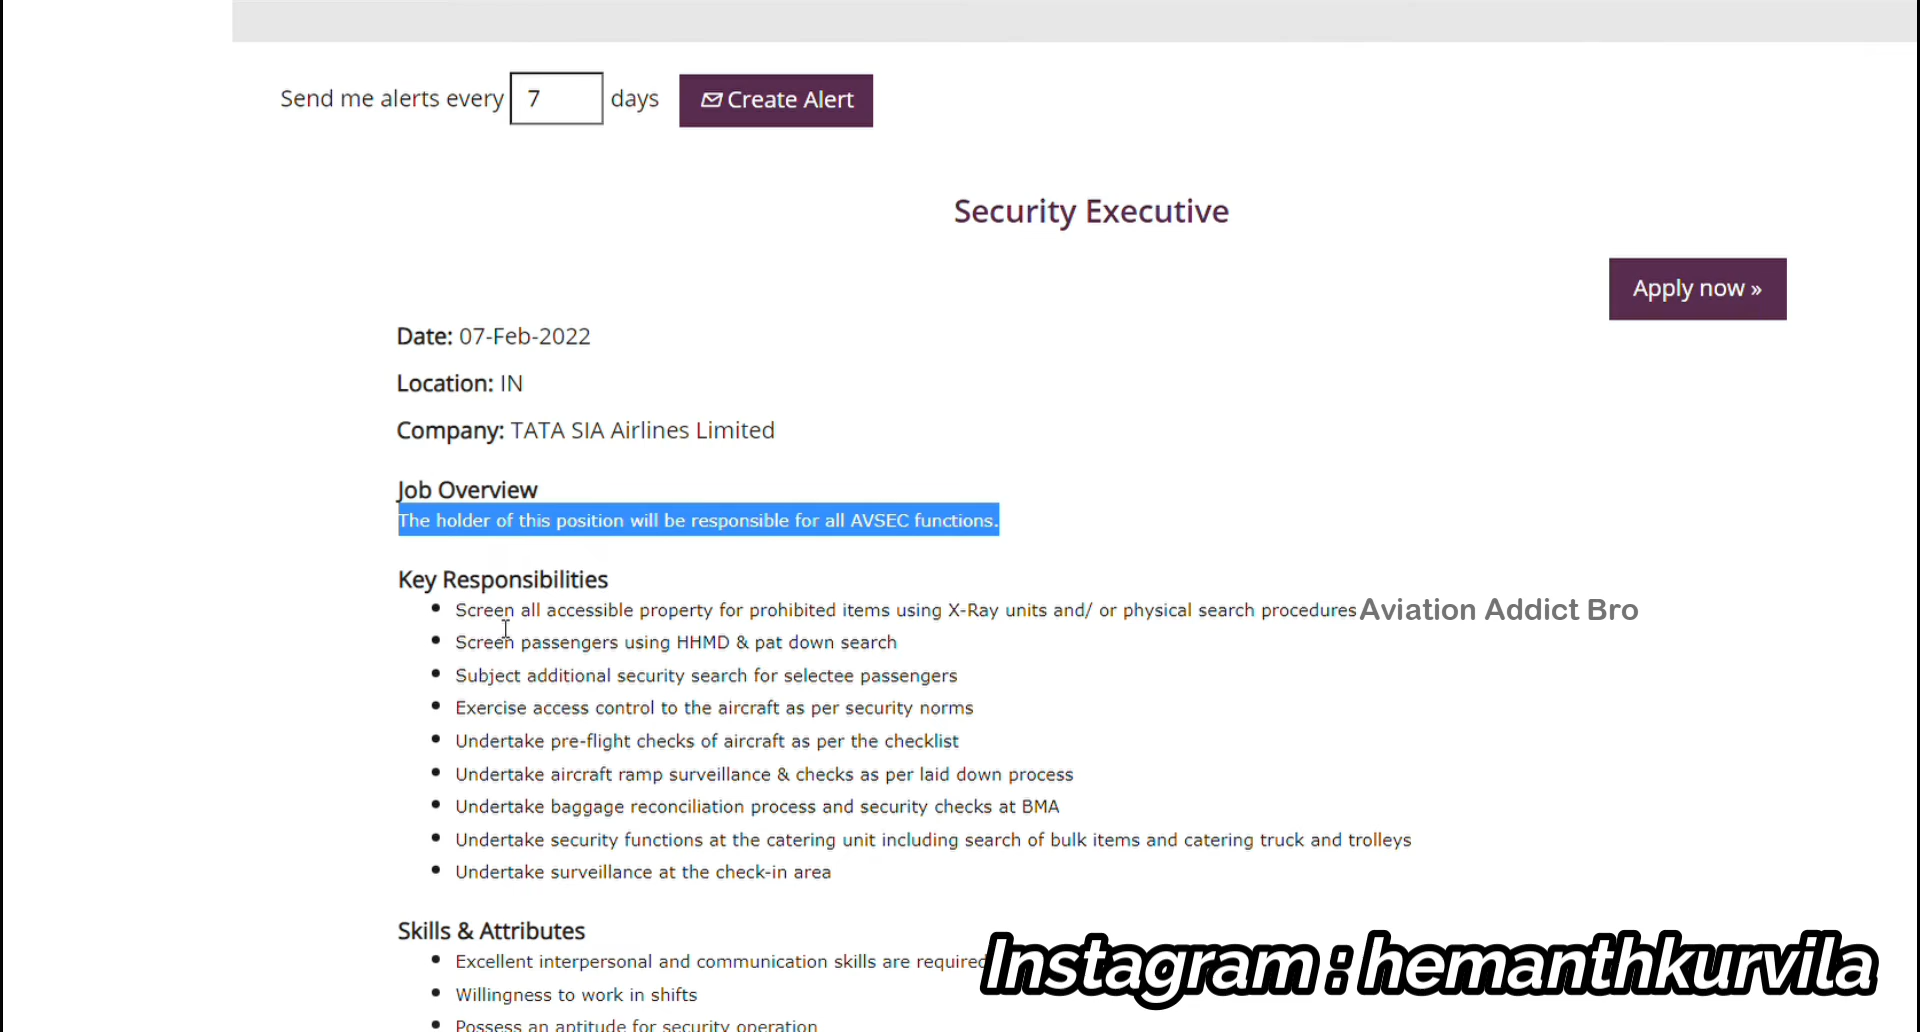 Send me alerts every 7 days Create Alert
Security Executive
Apply now »
Date: 07-Feb-2022
Location: IN
Company: TATA SIA Airlines Limited
Job Overview
The holder of this position will be responsible for all AVSEC functions.
Key Responsibilities
• Screen all accessible property for prohibited items using X-Ray units and/ or physical search procedures Aviation Addict Bro
• Screen passengers using HHMD & pat down search
• Subject additional security search for selectee passengers
• Exercise access control to the aircraft as per security norms
• Undertake pre-flight checks of aircraft as per the checklist
• Undertake aircraft ramp surveillance & checks as per laid down process
• Undertake baggage reconciliation process and security checks at BMA
• Undertake security functions at the catering unit including search of bulk items and catering truck and trolleys
• Undertake surveillance at the check-in area
Skills & Attributes
• Excellent interpersonal and communication skills are required
Instagram : hemanthkurvila
• Willingness to work in shifts
• Possess an aptitude for security operation